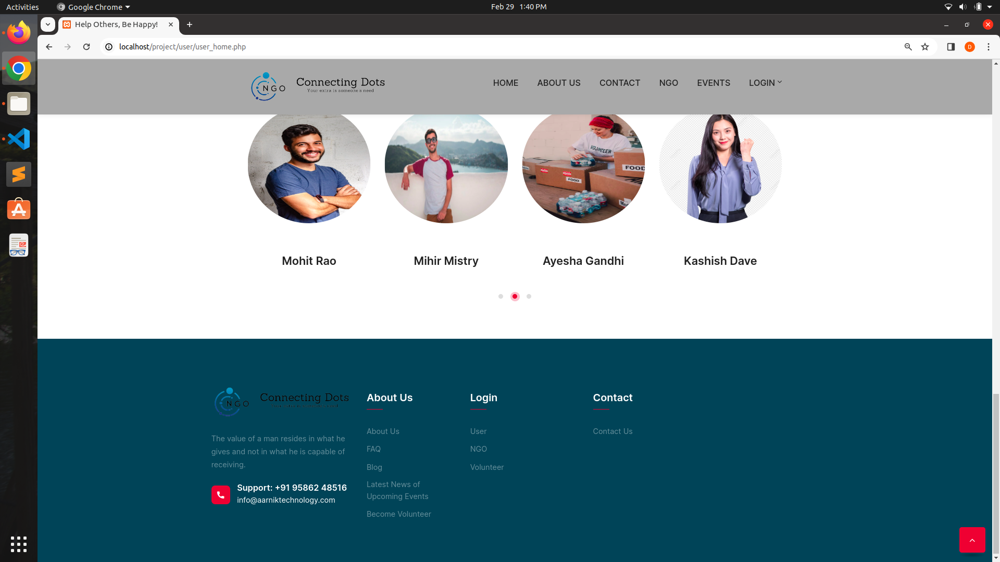 Activities
Google Chrome
Feb 29 1:40 PM
Help Others, Be Happy!
localhost/project/user/user_home.php
D
NGO
Connecting Dots
Your extra is someone's need
HOME
ABOUT US
CONTACT
NGO
EVENTS
LOGIN
VOLUNTEER
FOOD
FOOD
Mohit Rao
Mihir Mistry
Ayesha Gandhi
Kashish Dave
NGO
Connecting Dots
The value of a man resides in what he
gives and not in what he is capable of
receiving.
Support: +91 95862 48516
info@aarniktechnology.com
About Us
About Us
FAQ
Blog
Latest News of
Upcoming Events
Become Volunteer
Login
User
NGO
Volunteer
Contact
Contact Us